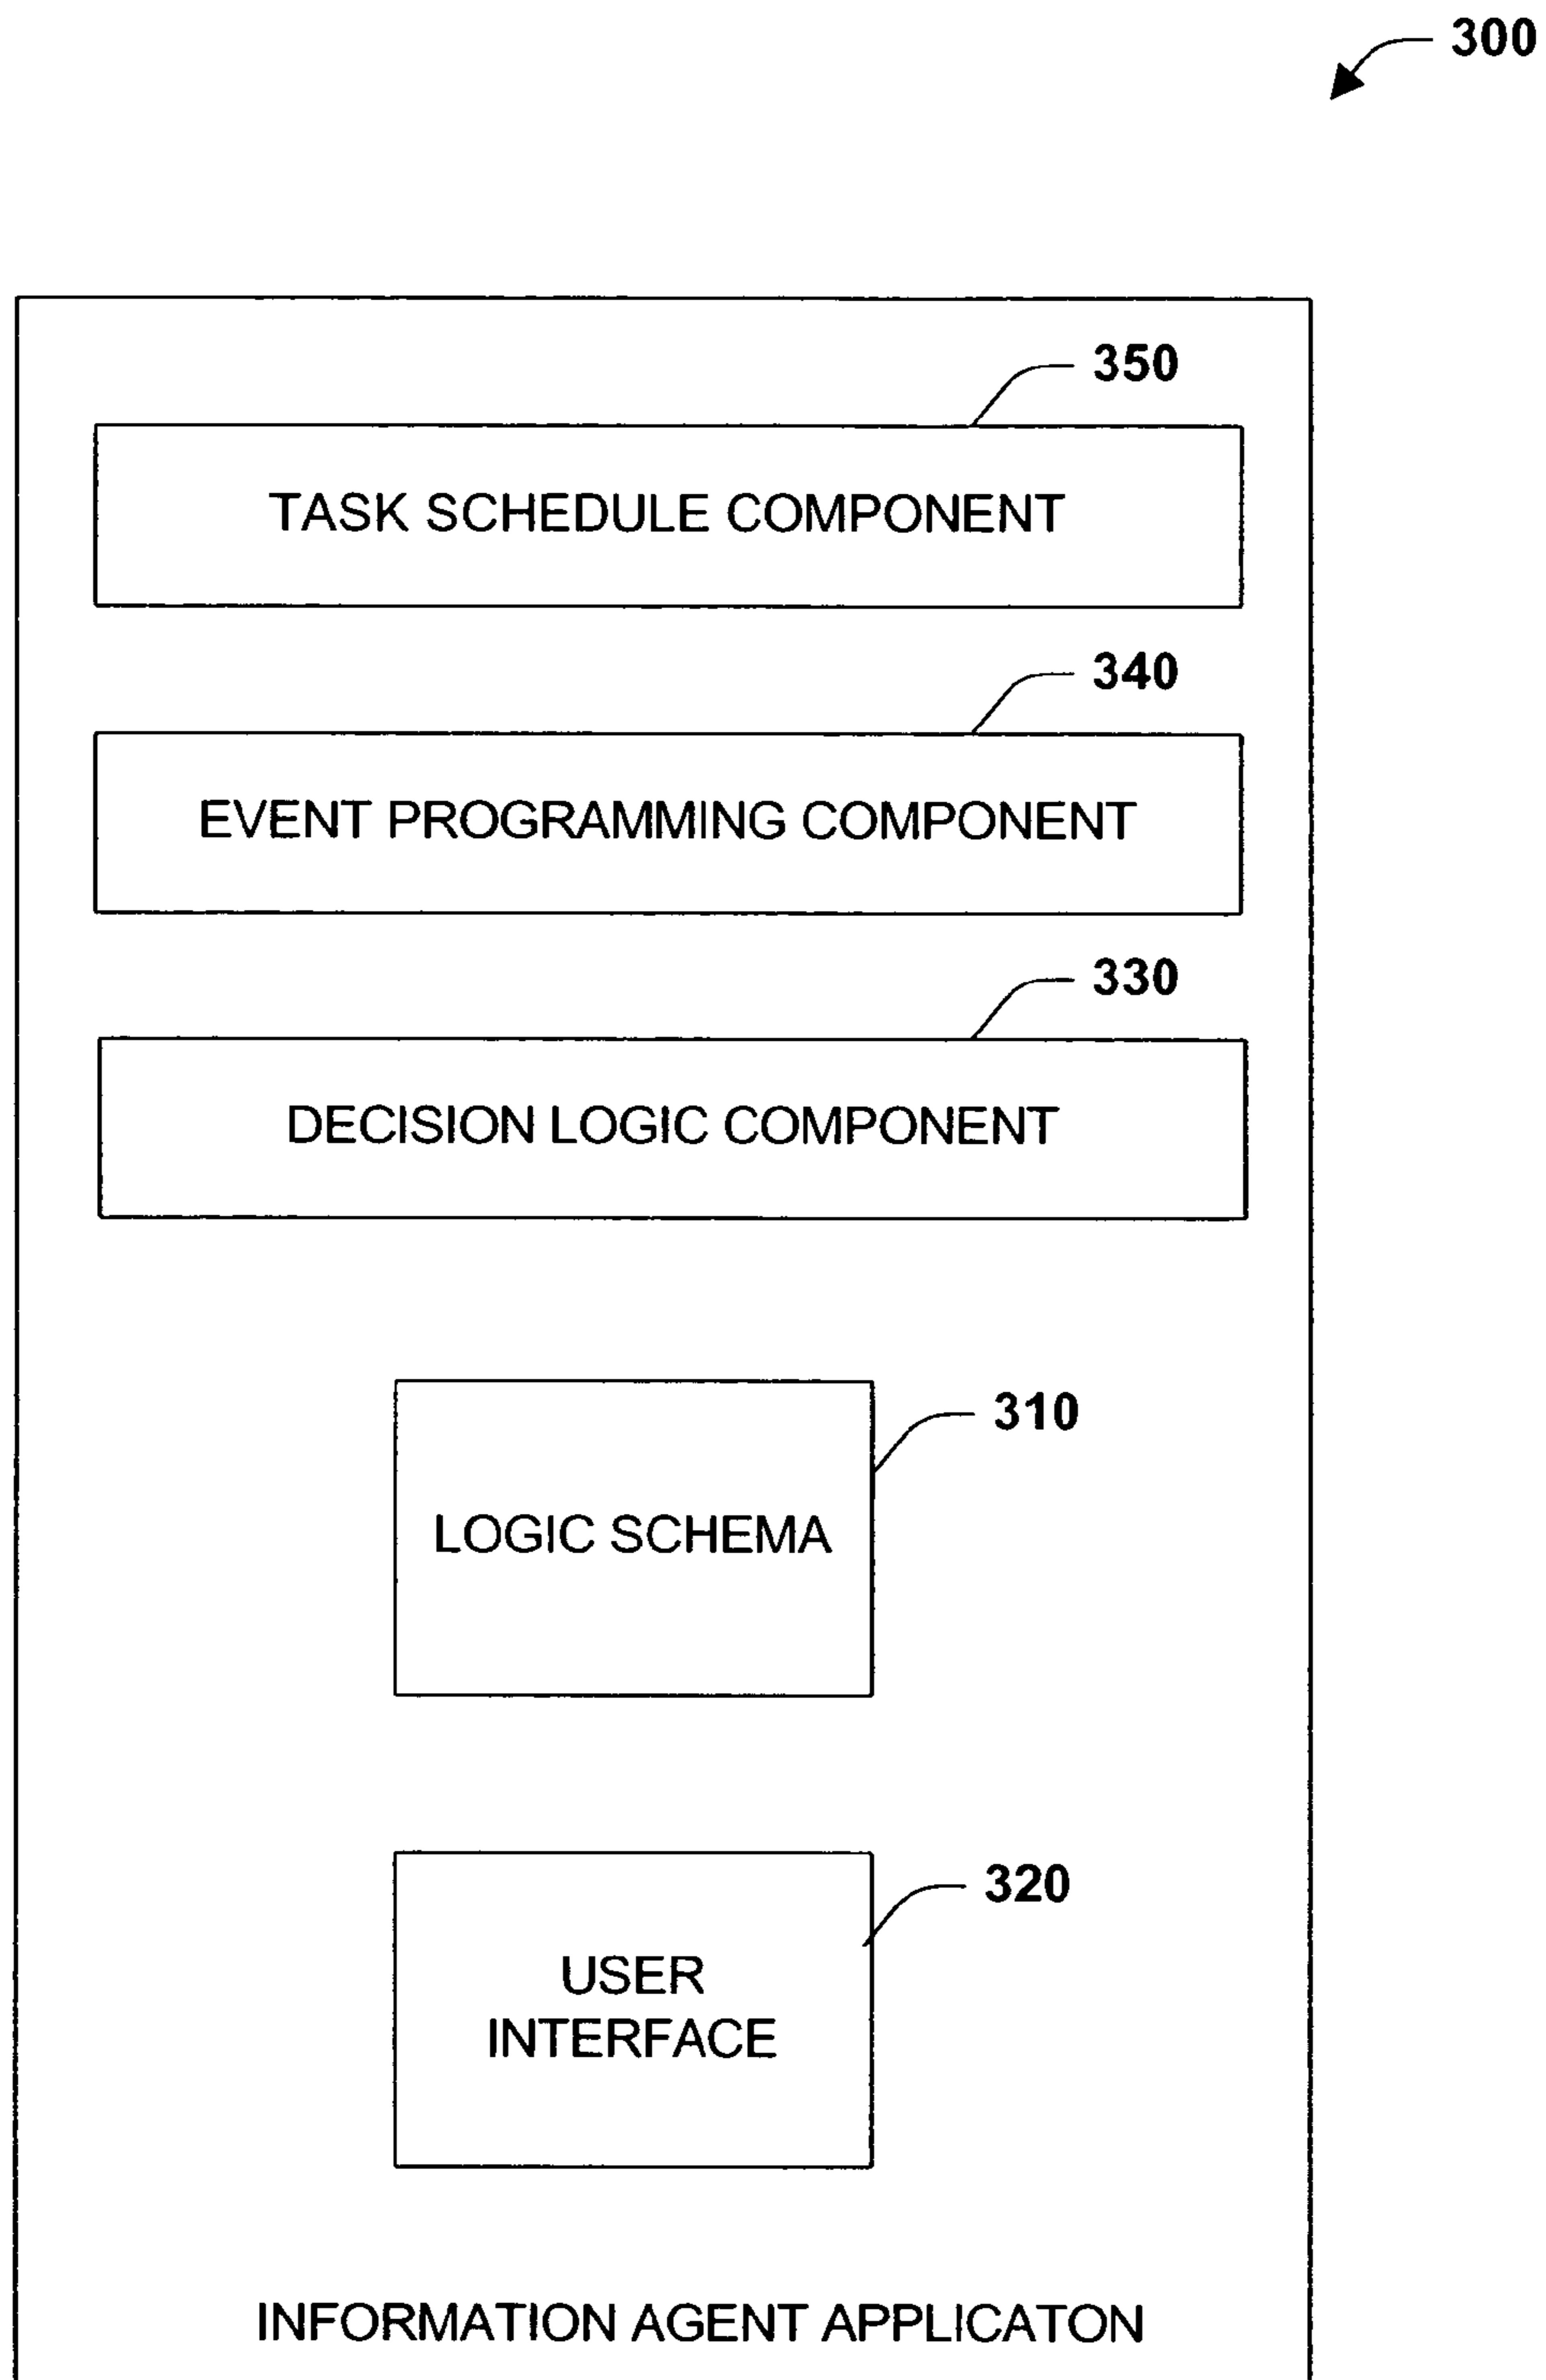 300
350
TASK SCHEDULE COMPONENT
340
EVENT PROGRAMMING COMPONENT
330
DECISION LOGIC COMPONENT
310
LOGIC SCHEMA
320
USER
INTERFACE
INFORMATION AGENT APPLICATON